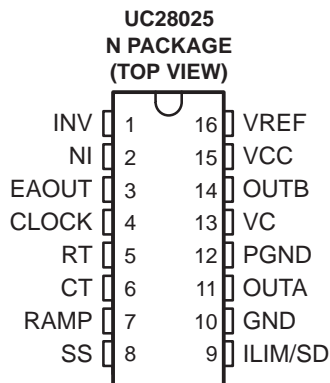 UC28025
N PACKAGE
(TOP VIEW)
INV 1 16 VREF
NI 2 15 VCC
EAOUT 3 14 OUTB
CLOCK 4 13 VC
RT 5 12 PGND
CT 6 11 OUTA
RAMP 7 10 GND
SS 8 9 ILIM/SD